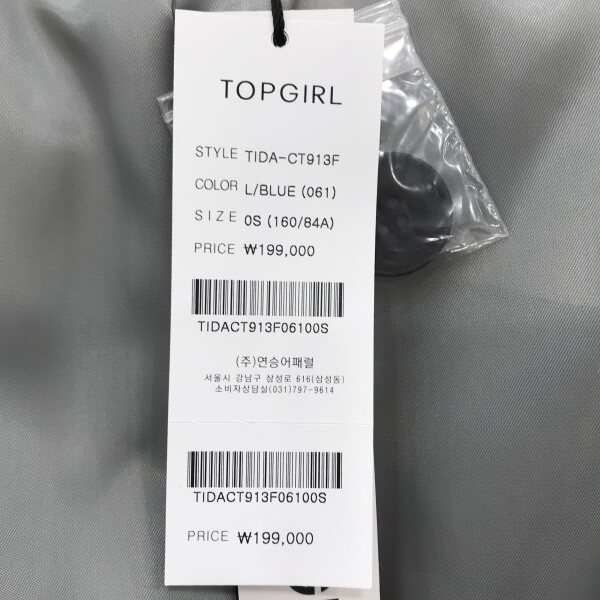 TOPGIRL
STYLE TIDA-CT913F
COLOR L/BLUE (061)
SIZE 0S (160/84A)
PRICE ₩199,000
TIDACT913F06100S
(주)연승어패럴
서울시 강남구 삼성로 616(삼성동)
소비자상담실(031)797-9614
TIDACT913F06100S
PRICE ₩199,000